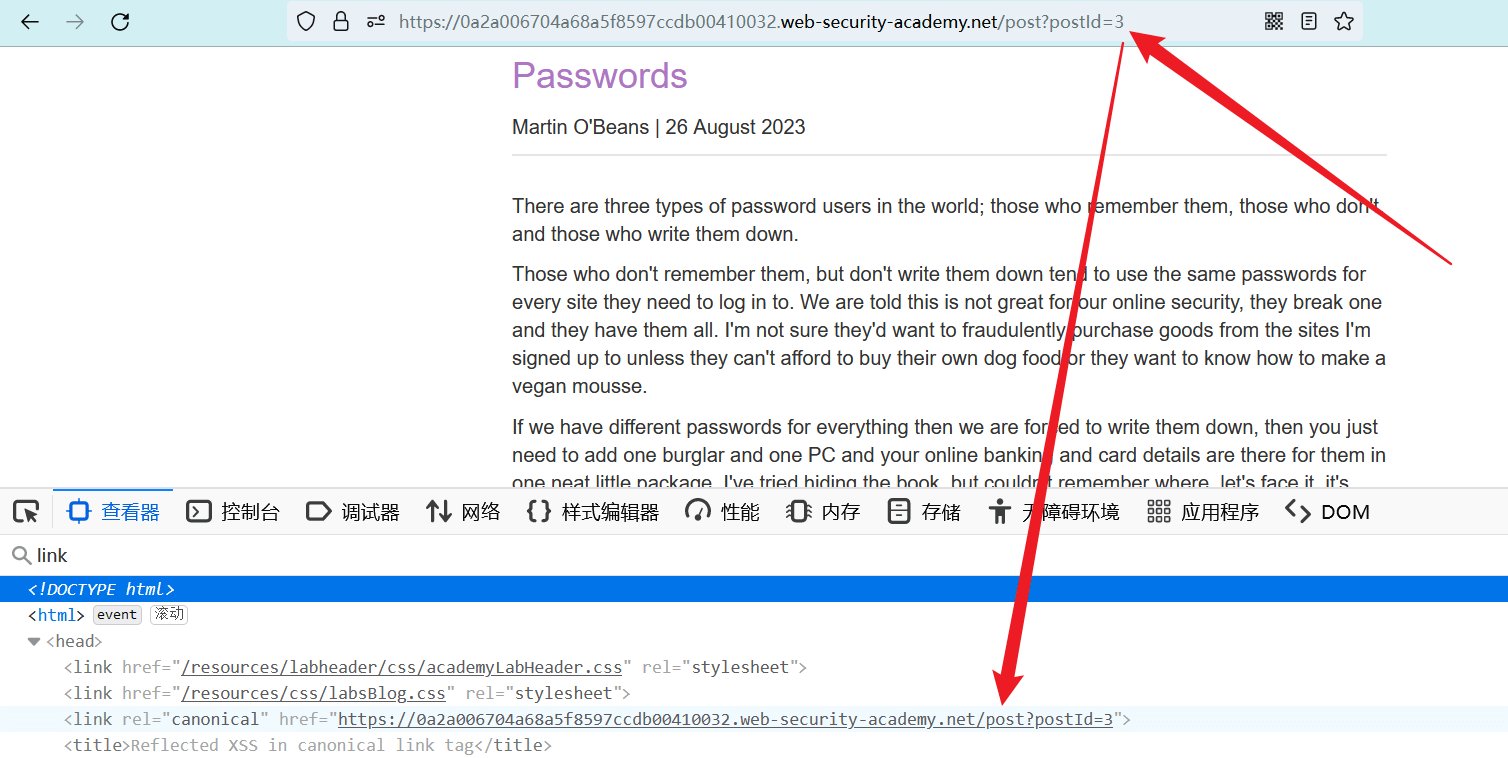 https://0a2a006704a68a5f8597ccdb00410032.web-security-academy.net/post?postId=3
Passwords
Martin O'Beans | 26 August 2023
There are three types of password users in the world; those who remember them, those who don't
and those who write them down.
Those who don't remember them, but don't write them down tend to use the same passwords for
every site they need to log in to. We are told this is not great for our online security, they break one
and they have them all. I'm not sure they'd want to fraudulently purchase goods from the sites I'm
signed up to unless they can't afford to buy their own dog food or they want to know how to make a
vegan mousse.
If we have different passwords for everything then we are forced to write them down, then you just
need to add one burglar and one PC and your online banking and card details are there for them in
one neat little package. I've tried hiding the book, but couldn't remember where, let's face it, it's
查看器 控制台 调试器 网络 样式编辑器 性能 内存 存储 无障碍环境 应用程序 DOM
link
<!DOCTYPE html>
<html> event 滚动
<head>
<link href="/resources/labheader/css/academyLabHeader.css" rel="stylesheet">
<link href="/resources/css/labsBlog.css" rel="stylesheet">
<link rel="canonical" href="https://0a2a006704a68a5f8597ccdb00410032.web-security-academy.net/post?postId=3">
<title>Reflected XSS in canonical link tag</title>